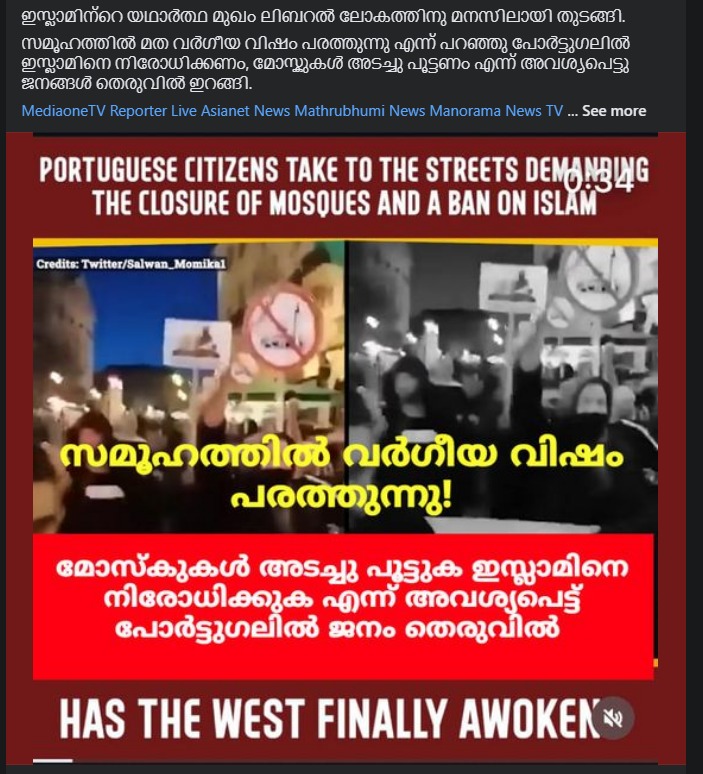 ഇസ്ലാമിന്റെ യഥാർത്ഥ മുഖം ലിബറൽ ലോകത്തിനു മനസിലായി തുടങ്ങി.
സമൂഹത്തിൽ മത വർഗീയ വിഷം പരത്തുന്നു എന്ന് പറഞ്ഞു പോർട്ടുഗലിൽ
ഇസ്ലാമിനെ നിരോധിക്കണം, മോസ്കുകൾ അടച്ചു പൂട്ടണം എന്ന് അവശ്യപെട്ടു
ജനങ്ങൾ തെരുവിൽ ഇറങ്ങി.
MediaoneTV Reporter Live Asianet News Mathrubhumi News Manorama News TV ... See more
PORTUGUESE CITIZENS TAKE TO THE STREETS DEMANDING
0:34
THE CLOSURE OF MOSQUES AND A BAN ON ISLAM
Credits: Twitter/Salwan_Momika1
സമൂഹത്തിൽ വർഗീയ വിഷം
പരത്തുന്നു!
മോസ്കുകൾ അടച്ചു പൂട്ടുക ഇസ്ലാമിനെ
നിരോധിക്കുക എന്ന് അവശ്യപെട്ട്
പോർട്ടുഗലിൽ ജനം തെരുവിൽ
HAS THE WEST FINALLY AWOKEN